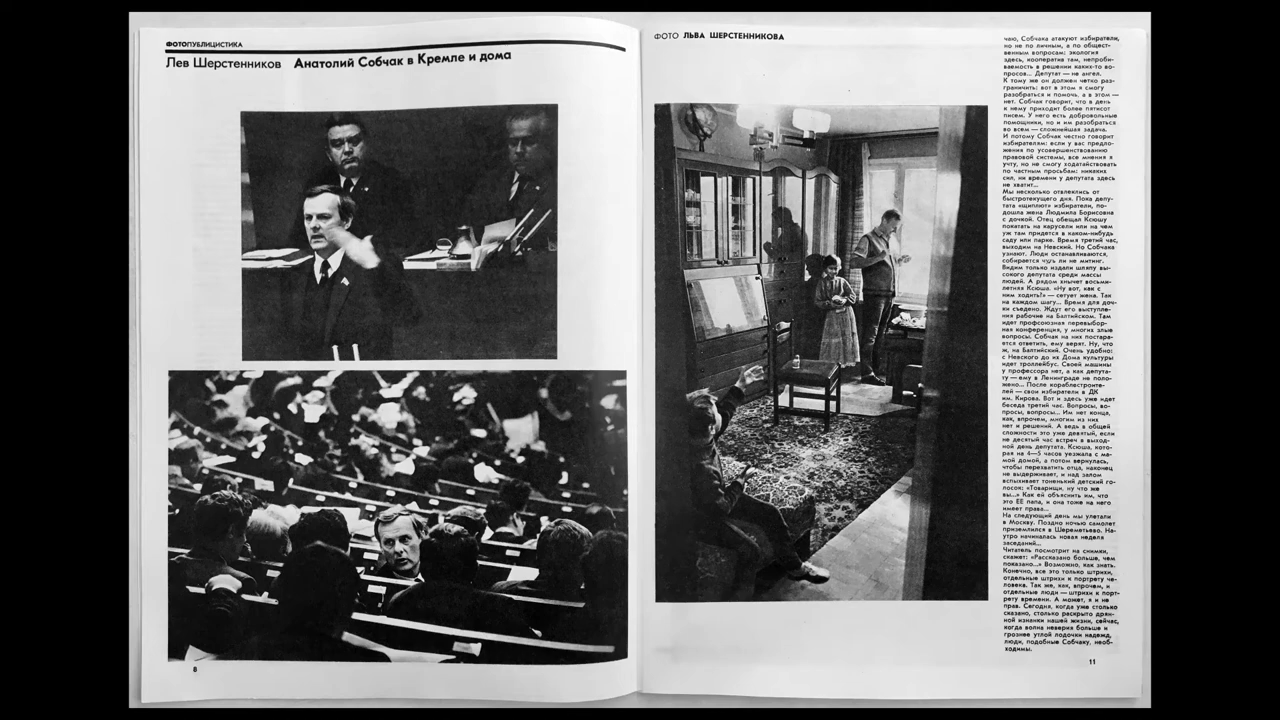 ФОТОПУБЛИЦИСТИКА
Лев Шерстенников Анатолий Собчак в Кремле и дома
8
ФОТО ЛЬВА ШЕРСТЕННИКОВА
чаю, Собчака атакуют избиратели,
но не по личным, а по общест-
венным вопросам: экология
здесь, кооператив там, непроби-
ваемость в решении каких-то во-
просов... Депутат — не ангел.
К тому же он должен четко раз-
граничить: вот в этом я смогу
разобраться и помочь, а в этом —
нет. Собчак говорит, что в день
к нему приходит более пятисот
писем. У него есть добровольные
помощники, но и им разобраться
во всем — сложнейшая задача.
И потому Собчак честно говорит
избирателям: если у вас предло-
жения по усовершенствованию
правовой системы, все мнения я
учту, но не смогу ходатайствовать
по частным просьбам: никаких
сил, ни времени у депутата здесь
не хватит...
Мы несколько отвлеклись от
быстротекущего дня. Пока депу-
тата «щиплют» избиратели, по-
дошла жена Людмила Борисовна
с дочкой. Отец обещал Ксюшу
покатать на карусели или на чем
уж там придется в каком-нибудь
саду или парке. Время третий час,
выходим на Невский. Но Собчака
узнают. Люди останавливаются,
собирается чуть ли не митинг.
Видим только издали шляпу вы-
сокого депутата среди массы
людей. А рядом хнычет восьми-
летняя Ксюша. «Ну вот, как с
ним ходить!» — сетует жена. Так
на каждом шагу... Время для доч-
ки съедено. Ждут его выступле-
ния рабочие на Балтийском. Там
идет профсоюзная перевыбор-
ная конференция, у многих злые
вопросы. Собчак на них постара-
ется ответить, ему верят. Ну, что
ж, на Балтийский. Очень удобно:
с Невского до их Дома культуры
идет троллейбус. Своей машины
у профессора нет, а как депута-
ту — ему в Ленинграде не поло-
жено... После кораблестроите-
лей — свои избиратели в ДК
им. Кирова. Вот и здесь уже идет
беседа третий час. Вопросы, во-
просы, вопросы... Им нет конца,
как, впрочем, многим из них
нет и решений. А ведь в общей
сложности это уже девятый, если
не десятый час встреч в выход-
ной день депутата. Ксюша, кото-
рая на 4—5 часов уезжала с ма-
мой домой, а потом вернулась,
чтобы перехватить отца, наконец
не выдерживает, и над залом
вспыхивает тоненький детский го-
лосок: «Товарищи, ну что же
вы...» Как ей объяснить им, что
это ЕЕ папа, и она тоже на него
имеет права...
На следующий день мы улетали
в Москву. Поздно ночью самолет
приземлился в Шереметьево. На-
утро начиналась новая неделя
заседаний...
Читатель посмотрит на снимки,
скажет: «Рассказано больше, чем
показано...» Возможно, как знать.
Конечно, все это только штрихи,
отдельные штрихи к портрету че-
ловека. Так же, как, впрочем, и
отдельные люди — штрихи к порт-
рету времени. А может, я и не
прав. Сегодня, когда уже столько
сказано, столько раскрыто дрян-
ной изнанки нашей жизни, сейчас,
когда волна неверия больше и
грознее утлой лодочки надежд,
люди, подобные Собчаку, необ-
ходимы.
11